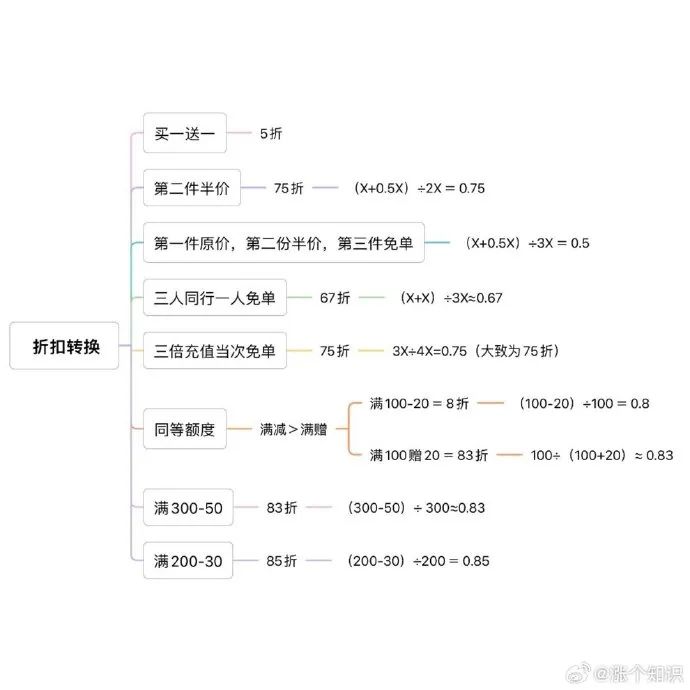 买一送一 5折
第二件半价 75折 （X+0.5X）÷2X = 0.75
第一件原价，第二份半价，第三件免单 （X+0.5X）÷3X = 0.5
三人同行一人免单 67折 （X+X）÷3X≈0.67
折扣转换
三倍充值当次免单 75折 3X÷4X=0.75（大致为75折）
同等额度 满减＞满赠
满100-20 = 8折 （100-20）÷100 = 0.8
满100赠20 = 83折 100÷（100+20）≈ 0.83
满300-50 83折 （300-50）÷ 300≈0.83
满200-30 85折 （200-30）÷200 = 0.85
@涨个知识